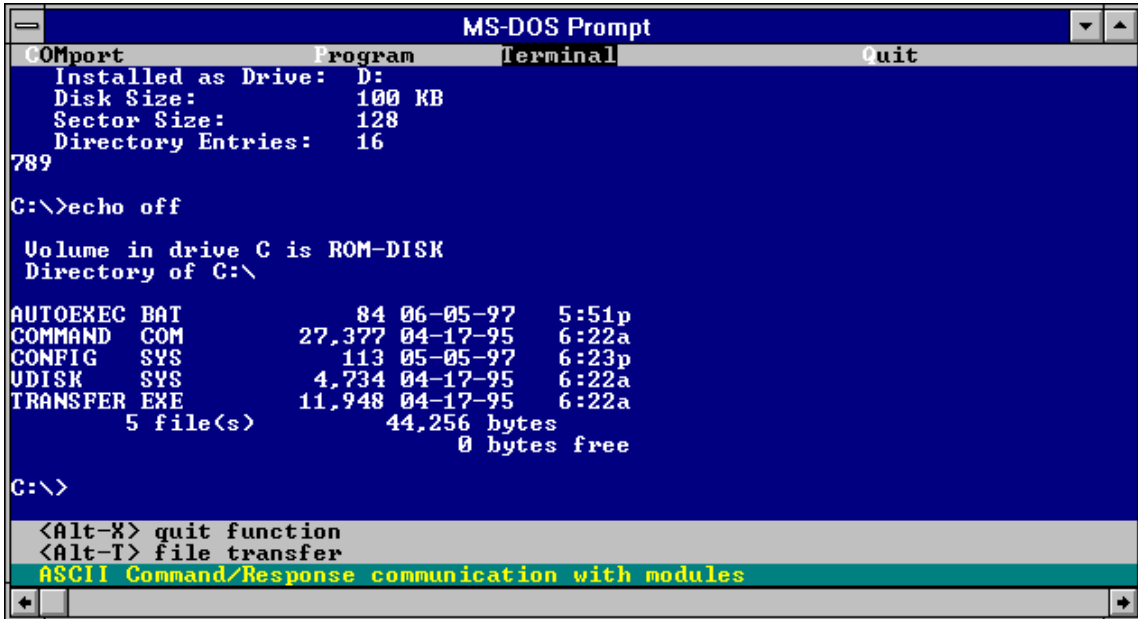 MS-DOS Prompt
COMport Program Terminal Quit
Installed as Drive: D:
Disk Size: 100 KB
Sector Size: 128
Directory Entries: 16
789
C:\>echo off
Volume in drive C is ROM-DISK
Directory of C:\
AUTOEXEC BAT 84 06-05-97 5:51p
COMMAND COM 27,377 04-17-95 6:22a
CONFIG SYS 113 05-05-97 6:23p
VDISK SYS 4,734 04-17-95 6:22a
TRANSFER EXE 11,948 04-17-95 6:22a
5 file(s) 44,256 bytes
0 bytes free
C:\>
<Alt-X> quit function
<Alt-T> file transfer
ASCII Command/Response communication with modules